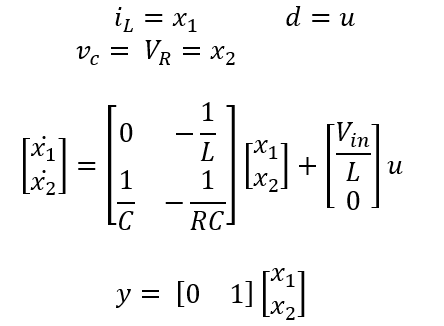 i_L = x_1 d = u
v_c = V_R = x_2
[ẋ_1; ẋ_2] = [0 −1/L; 1/C −1/RC] [x_1; x_2] + [V_in/L; 0] u
y = [0 1] [x_1; x_2]